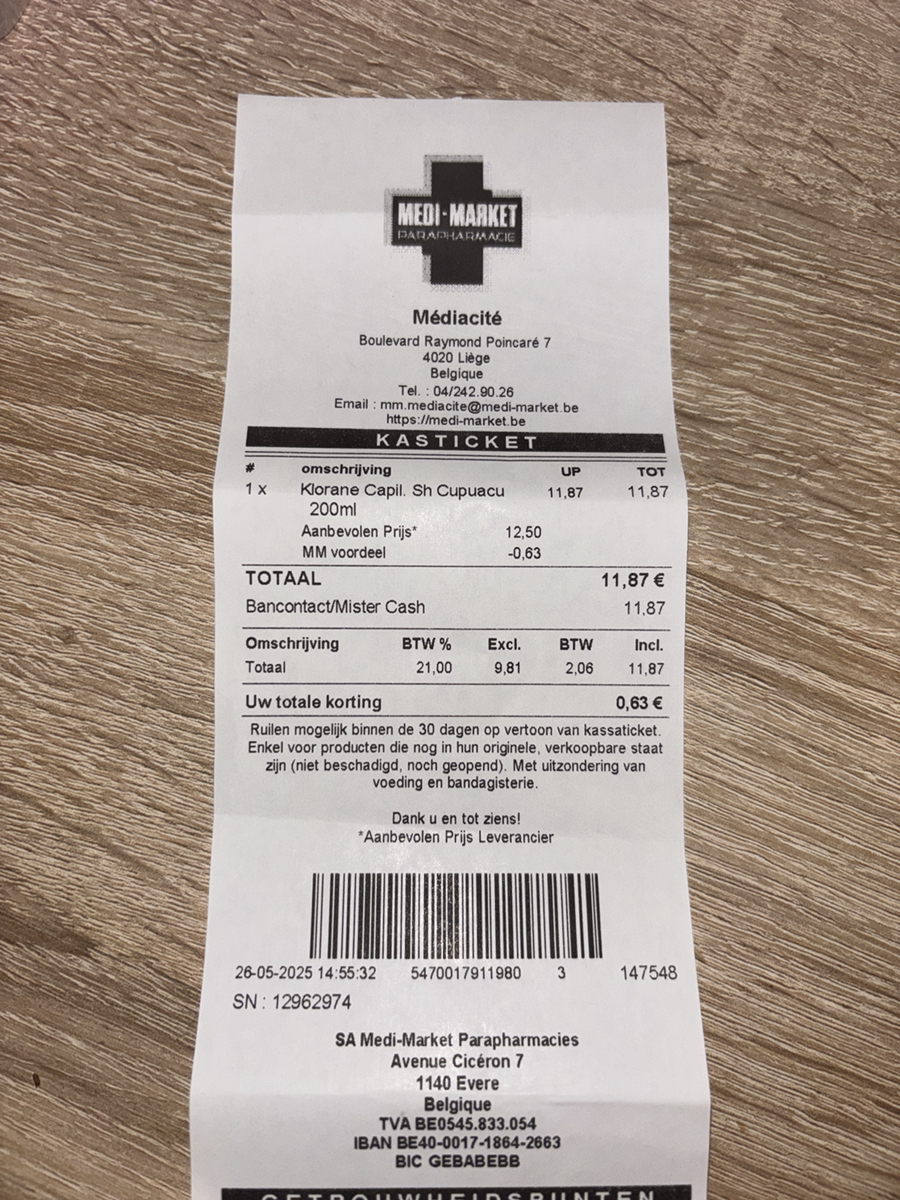 MEDI-MARKET
PARAPHARMACIE
Médiacité
Boulevard Raymond Poincaré 7
4020 Liège
Belgique
Tel. : 04/242.90.26
Email : mm.mediacite@medi-market.be
https://medi-market.be
KASTICKET
# omschrijving UP TOT
1 x Klorane Capil. Sh Cupuacu 11,87 11,87
200ml
Aanbevolen Prijs* 12,50
MM voordeel -0,63
TOTAAL 11,87 €
Bancontact/Mister Cash 11,87
Omschrijving BTW % Excl. BTW Incl.
Totaal 21,00 9,81 2,06 11,87
Uw totale korting 0,63 €
Ruilen mogelijk binnen de 30 dagen op vertoon van kassaticket.
Enkel voor producten die nog in hun originele, verkoopbare staat
zijn (niet beschadigd, noch geopend). Met uitzondering van
voeding en bandagisterie.
Dank u en tot ziens!
*Aanbevolen Prijs Leverancier
26-05-2025 14:55:32 5470017911980 3 147548
SN : 12962974
SA Medi-Market Parapharmacies
Avenue Cicéron 7
1140 Evere
Belgique
TVA BE0545.833.054
IBAN BE40-0017-1864-2663
BIC GEBABEBB
GETROUWHEIDSPUNTEN